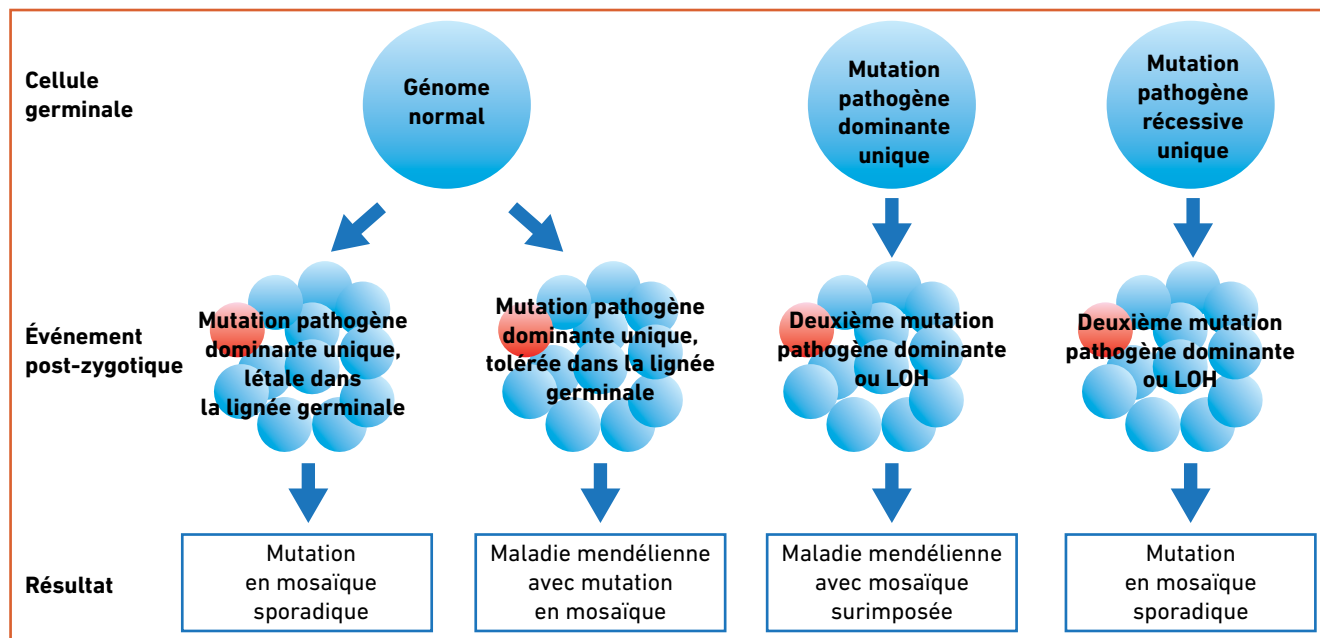 Cellule
germinale
Génome
normal
Mutation
pathogène
dominante
unique
Mutation
pathogène
récessive
unique
Événement
post-zygotique
Mutation pathogène
dominante unique,
létale dans
la lignée germinale
Mutation pathogène
dominante unique,
tolérée dans la lignée
germinale
Deuxième mutation
pathogène dominante
ou LOH
Deuxième mutation
pathogène dominante
ou LOH
Résultat
Mutation
en mosaïque
sporadique
Maladie mendélienne
avec mutation
en mosaïque
Maladie mendélienne
avec mosaïque
surimposée
Mutation
en mosaïque
sporadique